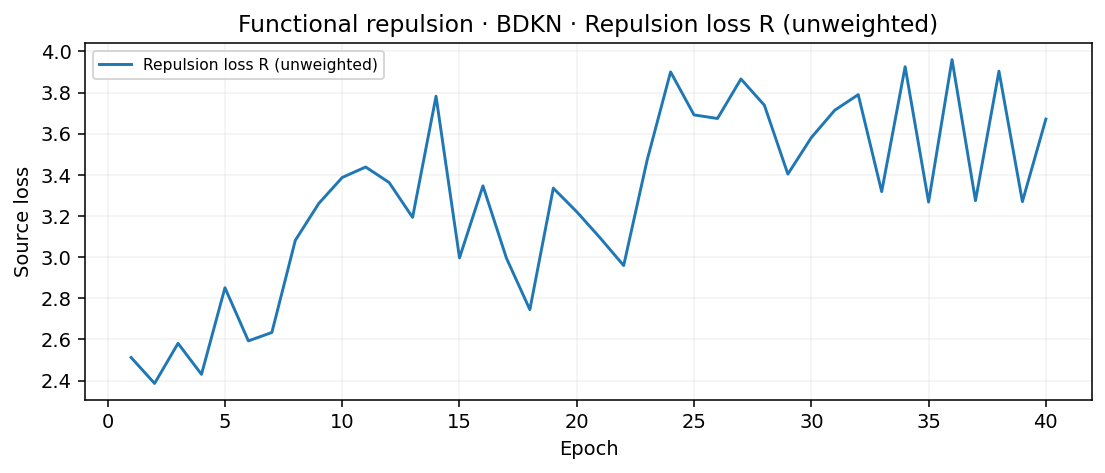 Functional repulsion · BDKN · Repulsion loss R (unweighted)
Repulsion loss R (unweighted)
Source loss
4.0
3.8
3.6
3.4
3.2
3.0
2.8
2.6
2.4
0 5 10 15 20 25 30 35 40
Epoch